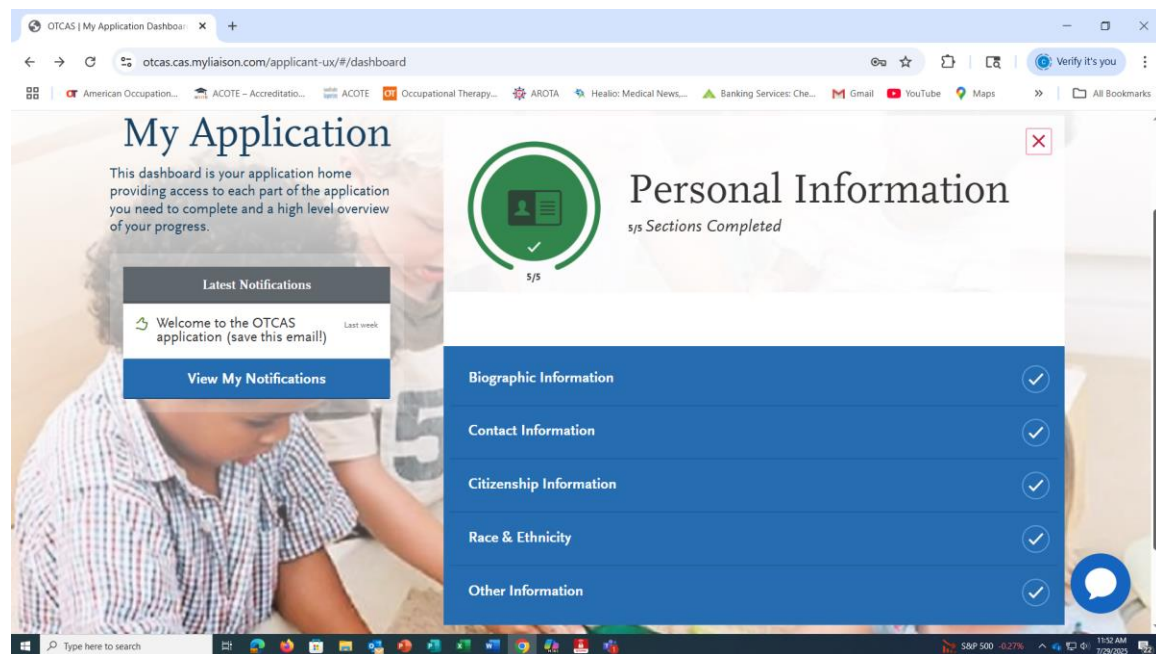 OTCAS | My Application Dashboar
otcas.cas.myliaison.com/applicant-ux/#/dashboard
Verify it's you
American Occupation...
ACOTE – Accreditatio...
ACOTE
Occupational Therapy...
AROTA
Healio: Medical News,...
Banking Services: Che...
Gmail
YouTube
Maps
All Bookmarks
My Application
This dashboard is your application home
providing access to each part of the application
you need to complete and a high level overview
of your progress.
Latest Notifications
Welcome to the OTCAS
application (save this email!)
Last week
View My Notifications
5/5
Personal Information
5/5 Sections Completed
Biographic Information
Contact Information
Citizenship Information
Race & Ethnicity
Other Information
Type here to search
S&P 500 -0.27%
11:52 AM
7/29/2025